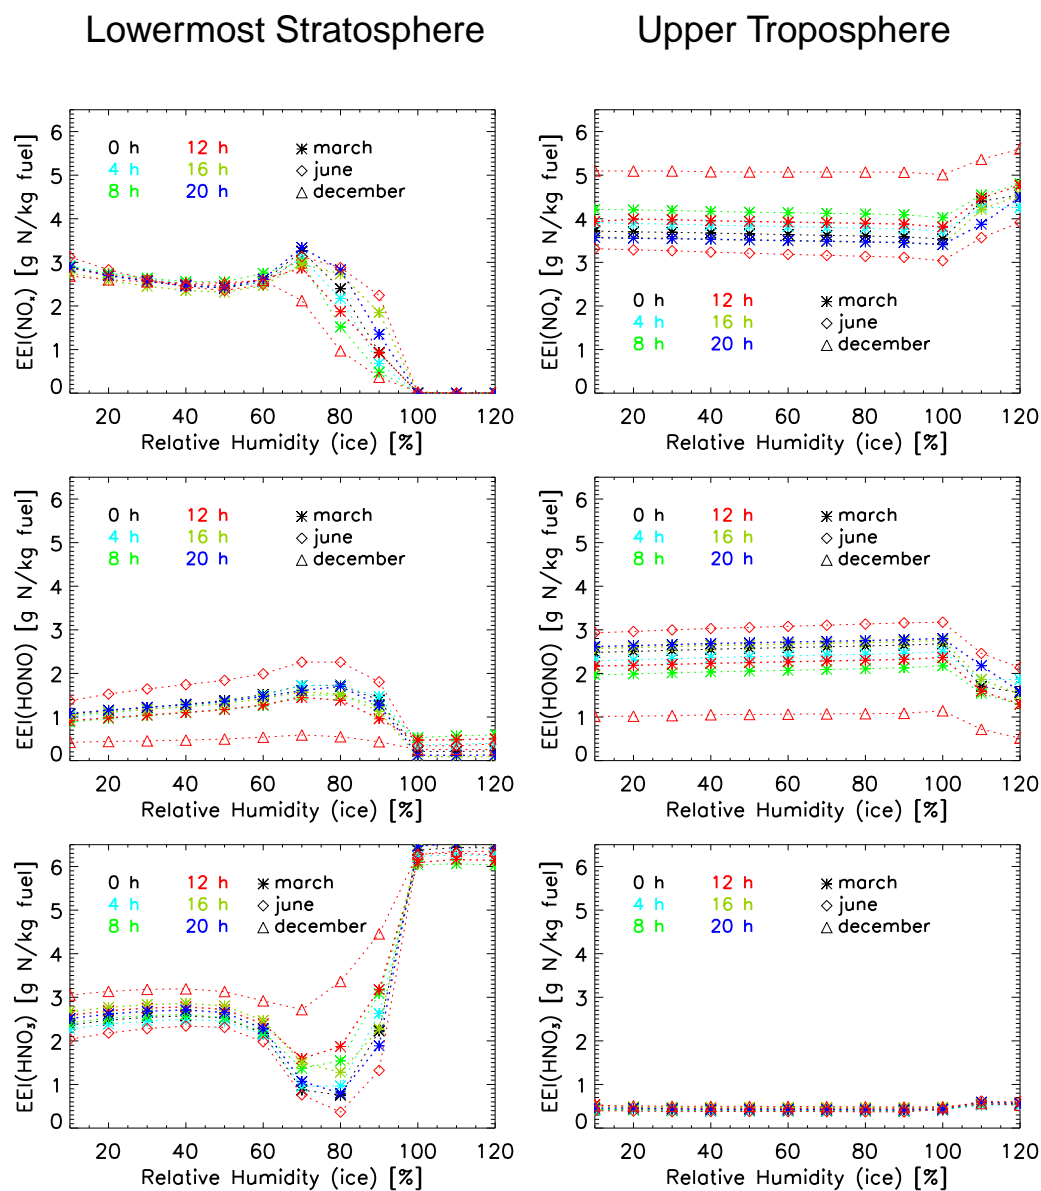 Lowermost Stratosphere
Upper Troposphere
EEI(NOx) [g N/kg fuel]
6
5
4
3
2
1
0
0 h 12 h march
4 h 16 h june
8 h 20 h december
20 40 60 80 100 120
Relative Humidity (ice) [%]
EEI(NOx) [g N/kg fuel]
6
5
4
3
2
1
0
0 h 12 h march
4 h 16 h june
8 h 20 h december
20 40 60 80 100 120
Relative Humidity (ice) [%]
EEI(HONO) [g N/kg fuel]
6
5
4
3
2
1
0
0 h 12 h march
4 h 16 h june
8 h 20 h december
20 40 60 80 100 120
Relative Humidity (ice) [%]
EEI(HONO) [g N/kg fuel]
6
5
4
3
2
1
0
0 h 12 h march
4 h 16 h june
8 h 20 h december
20 40 60 80 100 120
Relative Humidity (ice) [%]
EEI(HNO3) [g N/kg fuel]
6
5
4
3
2
1
0
0 h 12 h march
4 h 16 h june
8 h 20 h december
20 40 60 80 100 120
Relative Humidity (ice) [%]
EEI(HNO3) [g N/kg fuel]
6
5
4
3
2
1
0
0 h 12 h march
4 h 16 h june
8 h 20 h december
20 40 60 80 100 120
Relative Humidity (ice) [%]